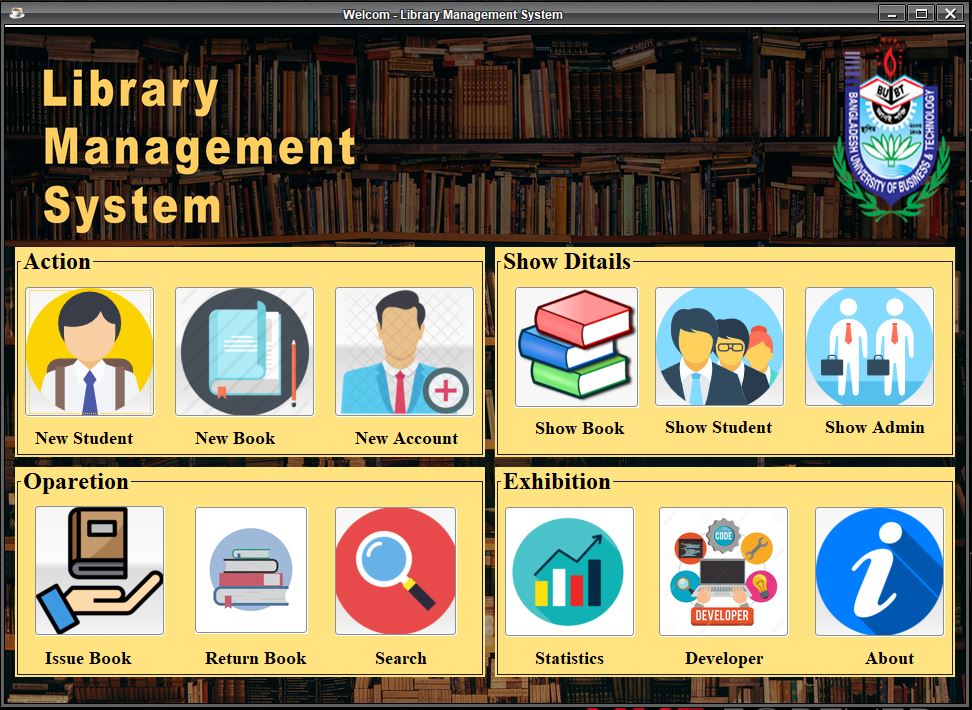 Welcom - Library Management System
Library
Management
System
BUBT
BANGLADESH UNIVERSITY OF BUSINESS & TECHNOLOGY
Action
New Student
New Book
New Account
Show Ditails
Show Book
Show Student
Show Admin
Oparetion
Issue Book
Return Book
Search
Exhibition
CODE
DEVELOPER
Statistics
Developer
About